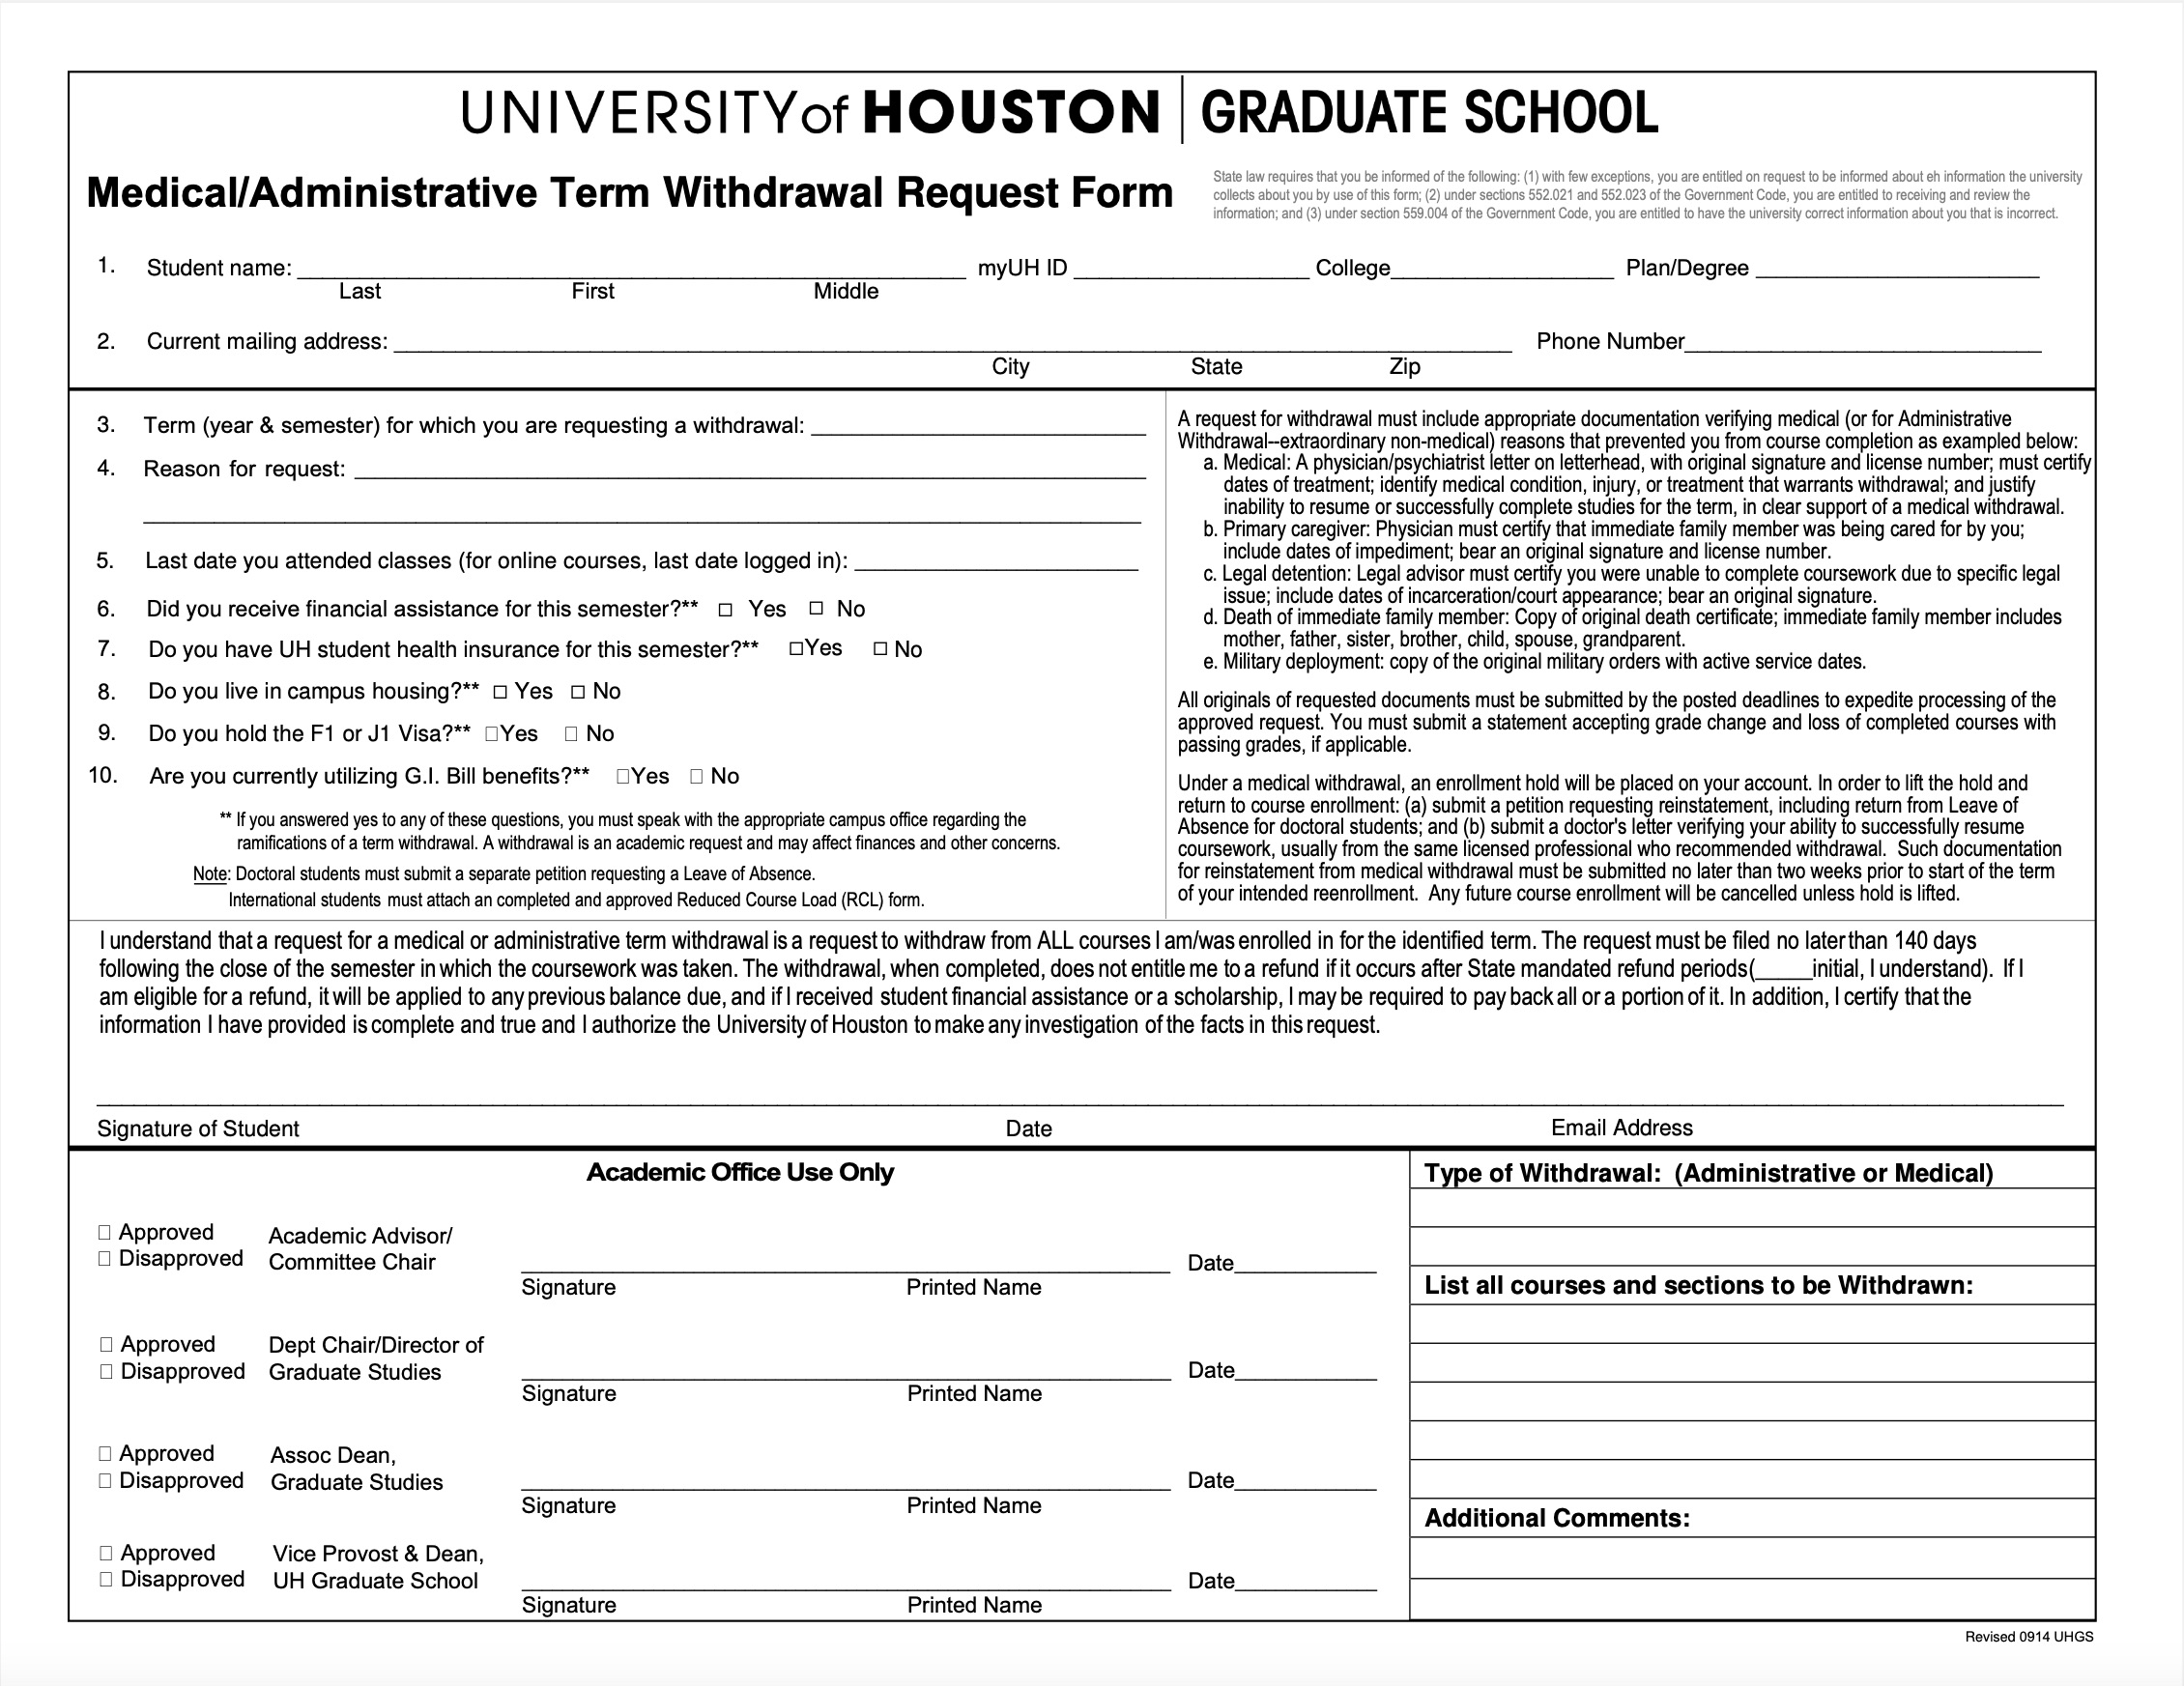 UNIVERSITY of HOUSTON | GRADUATE SCHOOL
Medical/Administrative Term Withdrawal Request Form
State law requires that you be informed of the following: (1) with few exceptions, you are entitled on request to be informed about eh information the university
collects about you by use of this form; (2) under sections 552.021 and 552.023 of the Government Code, you are entitled to receiving and review the
information; and (3) under section 559.004 of the Government Code, you are entitled to have the university correct information about you that is incorrect.
1. Student name: ____ myUH ID ____ College____ Plan/Degree ____
Last First Middle
2. Current mailing address: ____ Phone Number____
City State Zip
3. Term (year & semester) for which you are requesting a withdrawal: ____
4. Reason for request: ____
5. Last date you attended classes (for online courses, last date logged in): ____
6. Did you receive financial assistance for this semester?** ☐ Yes ☐ No
7. Do you have UH student health insurance for this semester?** ☐Yes ☐ No
8. Do you live in campus housing?** ☐ Yes ☐ No
9. Do you hold the F1 or J1 Visa?** ☐Yes ☐ No
10. Are you currently utilizing G.I. Bill benefits?** ☐Yes ☐ No
** If you answered yes to any of these questions, you must speak with the appropriate campus office regarding the
ramifications of a term withdrawal. A withdrawal is an academic request and may affect finances and other concerns.
Note: Doctoral students must submit a separate petition requesting a Leave of Absence.
International students must attach an completed and approved Reduced Course Load (RCL) form.
A request for withdrawal must include appropriate documentation verifying medical (or for Administrative
Withdrawal--extraordinary non-medical) reasons that prevented you from course completion as exampled below:
a. Medical: A physician/psychiatrist letter on letterhead, with original signature and license number; must certify
dates of treatment; identify medical condition, injury, or treatment that warrants withdrawal; and justify
inability to resume or successfully complete studies for the term, in clear support of a medical withdrawal.
b. Primary caregiver: Physician must certify that immediate family member was being cared for by you;
include dates of impediment; bear an original signature and license number.
c. Legal detention: Legal advisor must certify you were unable to complete coursework due to specific legal
issue; include dates of incarceration/court appearance; bear an original signature.
d. Death of immediate family member: Copy of original death certificate; immediate family member includes
mother, father, sister, brother, child, spouse, grandparent.
e. Military deployment: copy of the original military orders with active service dates.
All originals of requested documents must be submitted by the posted deadlines to expedite processing of the
approved request. You must submit a statement accepting grade change and loss of completed courses with
passing grades, if applicable.
Under a medical withdrawal, an enrollment hold will be placed on your account. In order to lift the hold and
return to course enrollment: (a) submit a petition requesting reinstatement, including return from Leave of
Absence for doctoral students; and (b) submit a doctor's letter verifying your ability to successfully resume
coursework, usually from the same licensed professional who recommended withdrawal. Such documentation
for reinstatement from medical withdrawal must be submitted no later than two weeks prior to start of the term
of your intended reenrollment. Any future course enrollment will be cancelled unless hold is lifted.
I understand that a request for a medical or administrative term withdrawal is a request to withdraw from ALL courses I am/was enrolled in for the identified term. The request must be filed no later than 140 days
following the close of the semester in which the coursework was taken. The withdrawal, when completed, does not entitle me to a refund if it occurs after State mandated refund periods(_____initial, I understand). If I
am eligible for a refund, it will be applied to any previous balance due, and if I received student financial assistance or a scholarship, I may be required to pay back all or a portion of it. In addition, I certify that the
information I have provided is complete and true and I authorize the University of Houston to make any investigation of the facts in this request.
Signature of Student Date Email Address
Academic Office Use Only
☐ Approved Academic Advisor/
☐ Disapproved Committee Chair ____ Date____
Signature Printed Name
☐ Approved Dept Chair/Director of
☐ Disapproved Graduate Studies ____ Date____
Signature Printed Name
☐ Approved Assoc Dean,
☐ Disapproved Graduate Studies ____ Date____
Signature Printed Name
☐ Approved Vice Provost & Dean,
☐ Disapproved UH Graduate School ____ Date____
Signature Printed Name
Type of Withdrawal: (Administrative or Medical)
List all courses and sections to be Withdrawn:
Additional Comments:
Revised 0914 UHGS